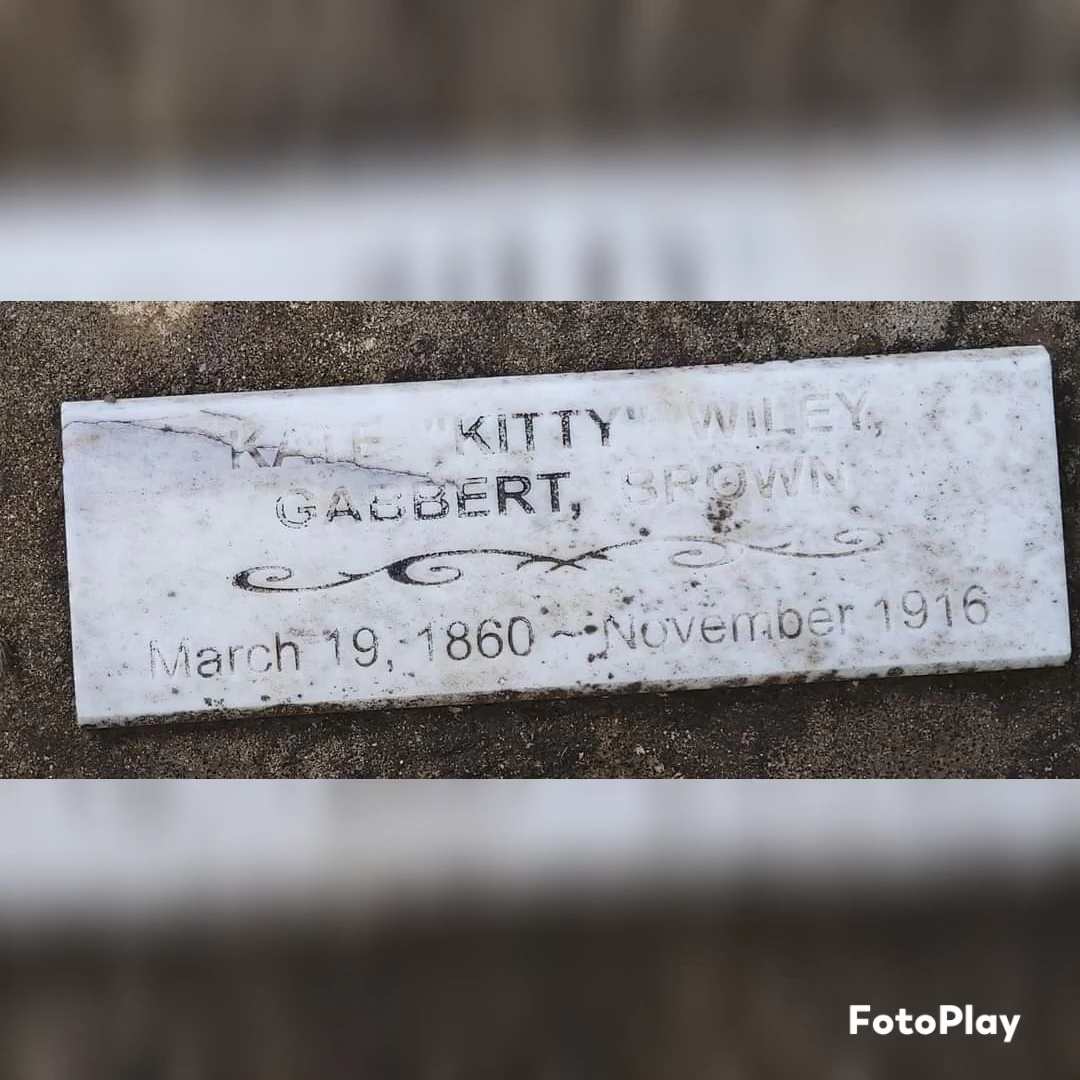 KATE "KITTY" WILEY,
GABBERT, BROWN
March 19, 1860 ~ November 1916
FotoPlay